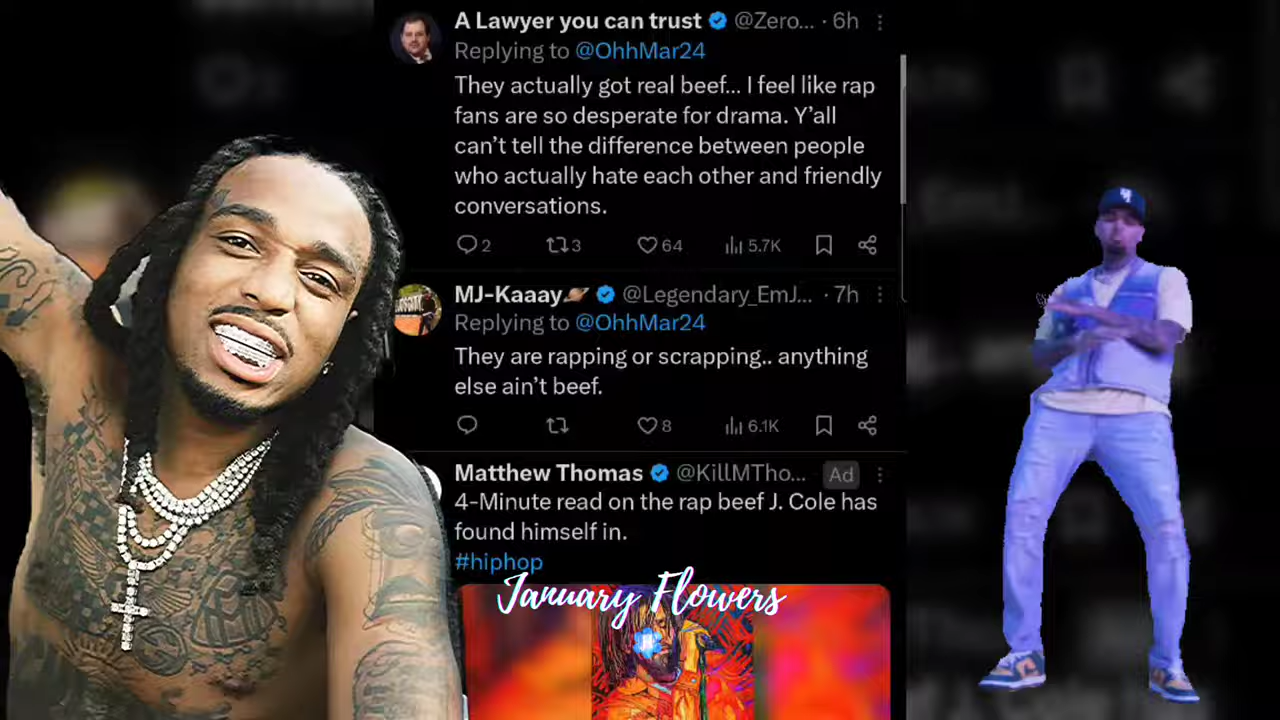 A Lawyer you can trust @Zero... · 6h
Replying to @OhhMar24
They actually got real beef... I feel like rap
fans are so desperate for drama. Y'all
can't tell the difference between people
who actually hate each other and friendly
conversations.
2 3 64 5.7K
MJ-Kaaay🪐 @Legendary_EmJ... · 7h
Replying to @OhhMar24
They are rapping or scrapping.. anything
else ain't beef.
8 6.1K
Matthew Thomas @KillMTho... Ad
4-Minute read on the rap beef J. Cole has
found himself in.
#hiphop
January Flowers